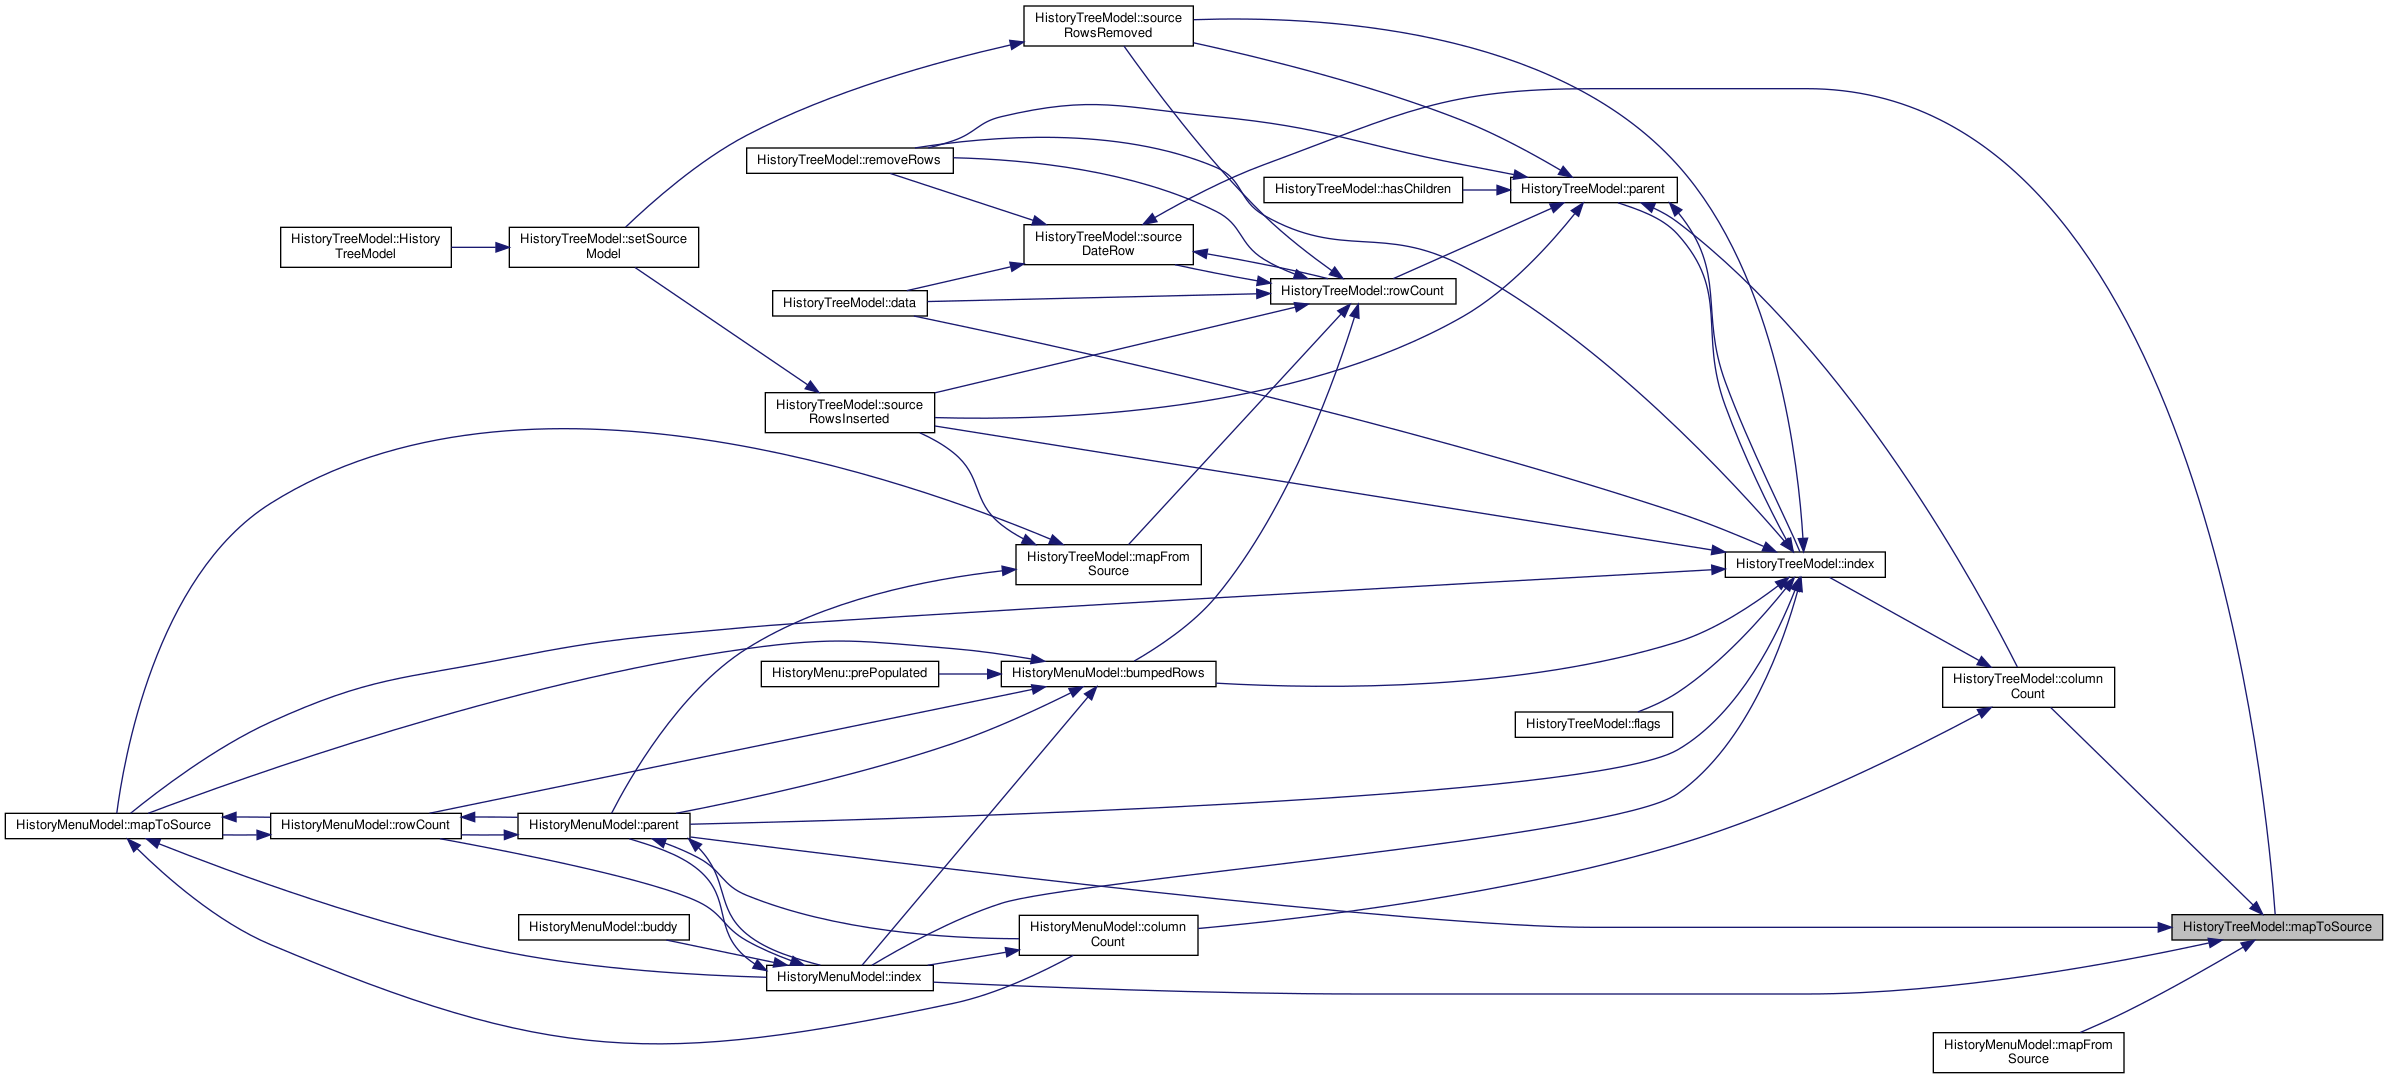 HistoryTreeModel::source
RowsRemoved
HistoryTreeModel::removeRows
HistoryTreeModel::hasChildren
HistoryTreeModel::parent
HistoryTreeModel::History
TreeModel
HistoryTreeModel::setSource
Model
HistoryTreeModel::source
DateRow
HistoryTreeModel::data
HistoryTreeModel::rowCount
HistoryTreeModel::source
RowsInserted
HistoryTreeModel::mapFrom
Source
HistoryTreeModel::index
HistoryMenu::prePopulated
HistoryMenuModel::bumpedRows
HistoryTreeModel::column
Count
HistoryTreeModel::flags
HistoryMenuModel::mapToSource
HistoryMenuModel::rowCount
HistoryMenuModel::parent
HistoryMenuModel::buddy
HistoryMenuModel::column
Count
HistoryTreeModel::mapToSource
HistoryMenuModel::index
HistoryMenuModel::mapFrom
Source